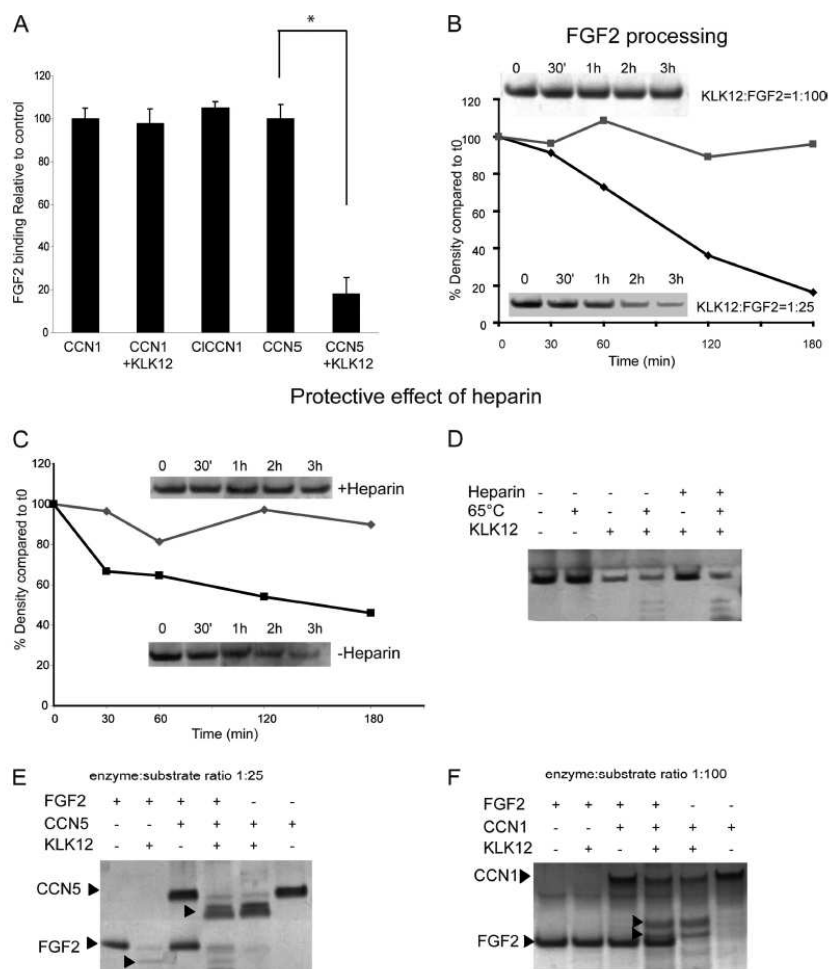 A
*
FGF2 binding Relative to control
120
100
80
60
40
20
0
CCN1
CCN1
+KLK12
ClCCN1
CCN5
CCN5
+KLK12
B
FGF2 processing
0 30' 1h 2h 3h
KLK12:FGF2=1:100
% Density compared to t0
120
100
80
60
40
20
0
0 30' 1h 2h 3h
KLK12:FGF2=1:25
0 30 60 120 180
Time (min)
Protective effect of heparin
C
% Density compared to t0
120
100
80
60
40
20
0
0 30' 1h 2h 3h
+Heparin
0 30' 1h 2h 3h
-Heparin
0 30 60 120 180
Time (min)
D
Heparin - - - - + +
65°C - + - + - +
KLK12 - - + + + +
E
enzyme:substrate ratio 1:25
FGF2 + + + + - -
CCN5 - - + + + +
KLK12 - + - + + -
CCN5
FGF2
F
enzyme:substrate ratio 1:100
FGF2 + + + + - -
CCN1 - - + + + +
KLK12 - + - + + -
CCN1
FGF2